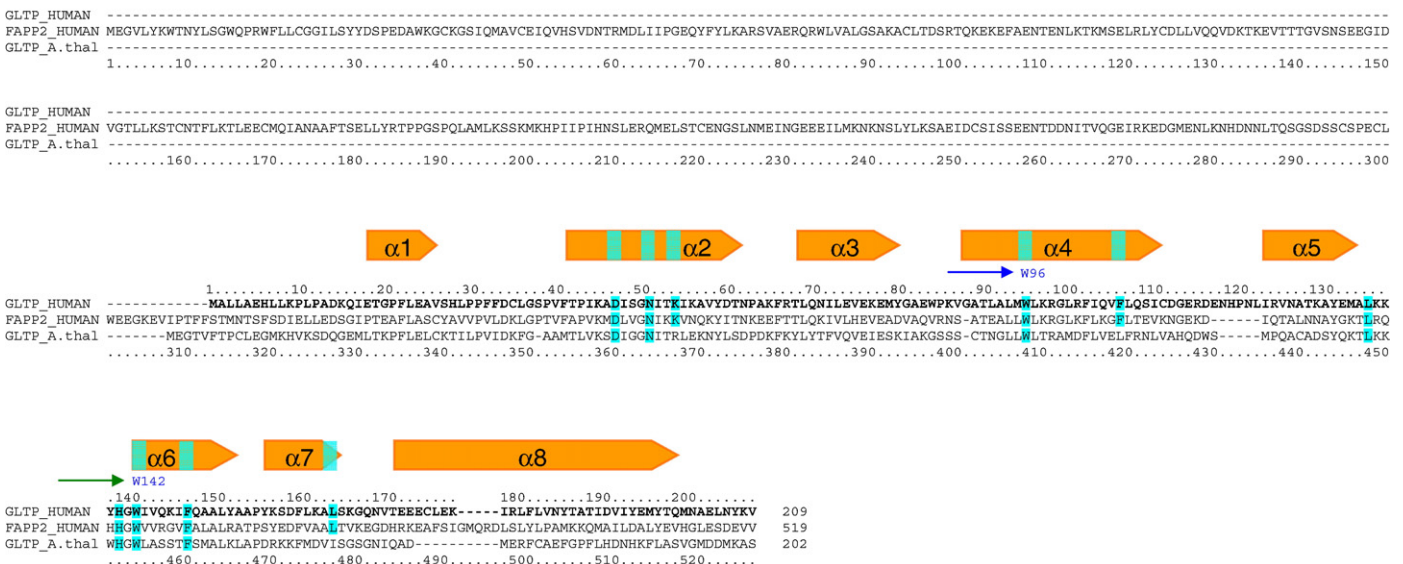 GLTP_HUMAN ------------------------------------------------------------------------------------------------------------------------------------------------------
FAPP2_HUMAN MEGVLYKWTNYLSGWQPRWFLLCGGILSYYDSPEDAWKGCKGSIQMAVCEIQVHSVDNTRMDLIIPGEQYFYLKARSVAERQRWLVALGSAKACLTDSRTQKEKEFAENTENLKTKMSELRLYCDLLVQQVDKTKEVTTTGVSNSEEGID
GLTP_A.thal ------------------------------------------------------------------------------------------------------------------------------------------------------
1.......10........20........30........40........50........60........70........80........90.......100.......110.......120.......130.......140.......150
GLTP_HUMAN ------------------------------------------------------------------------------------------------------------------------------------------------------
FAPP2_HUMAN VGTLLKSTCNTFLKTLEECMQIANAAFTSELLYRTPPGSPQLAMLKSSKMKHPIIPIHNSLERQMELSTCENGSLNMEINGEEEILMKNKNSLYLKSAEIDCSISSEENTDDNITVQGEIRKEDGMENLKNHDNNLTQSGSDSSCSPECL
GLTP_A.thal ------------------------------------------------------------------------------------------------------------------------------------------------------
.......160.......170.......180.......190.......200.......210.......220.......230.......240.......250.......260.......270.......280.......290.......300
α1 α2 α3 α4 α5
W96
1.......10........20........30........40........50........60........70........80........90.......100.......110.......120.......130......
GLTP_HUMAN ------------MALLAEHLLKPLPADKQIETGPFLEAVSHLPPFFDCLGSPVFTPIKADISGNITKIKAVYDTNPAKFRTLQNILEVEKEMYGAEWPKVGATLALMWLKRGLRFIQVFLQSICDGERDENHPNLIRVNATKAYEMALKK
FAPP2_HUMAN WEEGKEVIPTFFSTMNTSFSDIELLEDSGIPTEAFLASCYAVVPVLDKLGPTVFAPVKMDLVGNIKKVNQKYITNKEEFTTLQKIVLHEVEADVAQVRNS-ATEALLWLKRGLKFLKGFLTEVKNGEKD------IQTALNNAYGKTLRQ
GLTP_A.thal -------MEGTVFTPCLEGMKHVKSDQGEMLTKPFLELCKTILPVIDKFG-AAMTLVKSDIGGNITRLEKNYLSDPDKFKYLYTFVQVEIESKIAKGSSSC-TNGLLWLTRAMDFLVELFRNLVAHQDWS-----MPQACADSYQKTLKK
.......310.......320.......330.......340.......350.......360.......370.......380.......390.......400.......410.......420.......430.......440.......450
α6 α7 α8
W142
.140.......150.......160.......170............180.......190.......200........
GLTP_HUMAN YHGWIVQKIFQAALYAAPYKSDFLKALSKGQNVTEEECLEK-----IRLFLVNYTATIDVIYEMYTQMNAELNYKV 209
FAPP2_HUMAN HHGWVVRGVFALALRATPSYEDFVAALTVKEGDHRKEAFSIGMQRDLSLYLPAMKKQMAILDALYEVHGLESDEVV 519
GLTP_A.thal WHGWLASSTFSMALKLAPDRKKFMDVISGSGNIQAD----------MERFCAEFGPFLHDNHKFLASVGMDDMKAS 202
.......460.......470.......480.......490.......500.......510.......520......